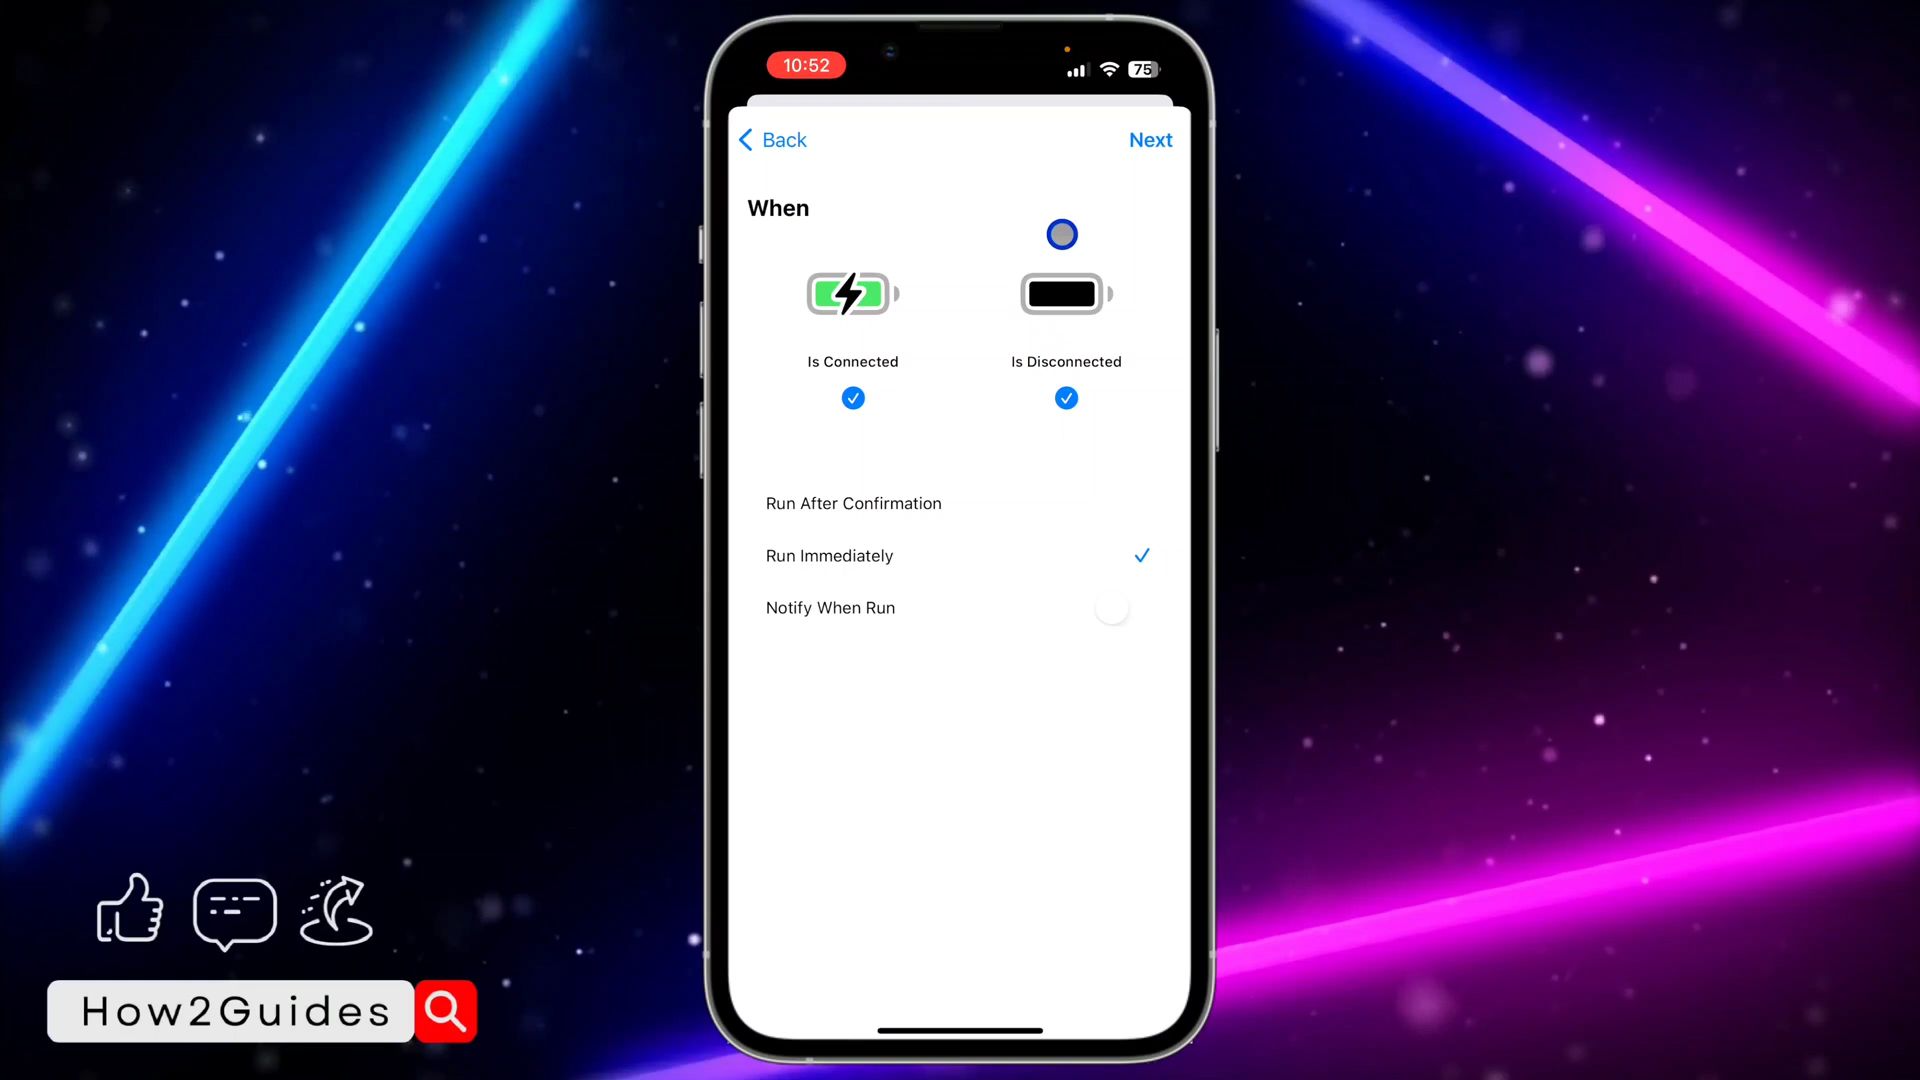 10:52
75
Back
Next
When
Is Connected
Is Disconnected
Run After Confirmation
Run Immediately
Notify When Run
How2Guides